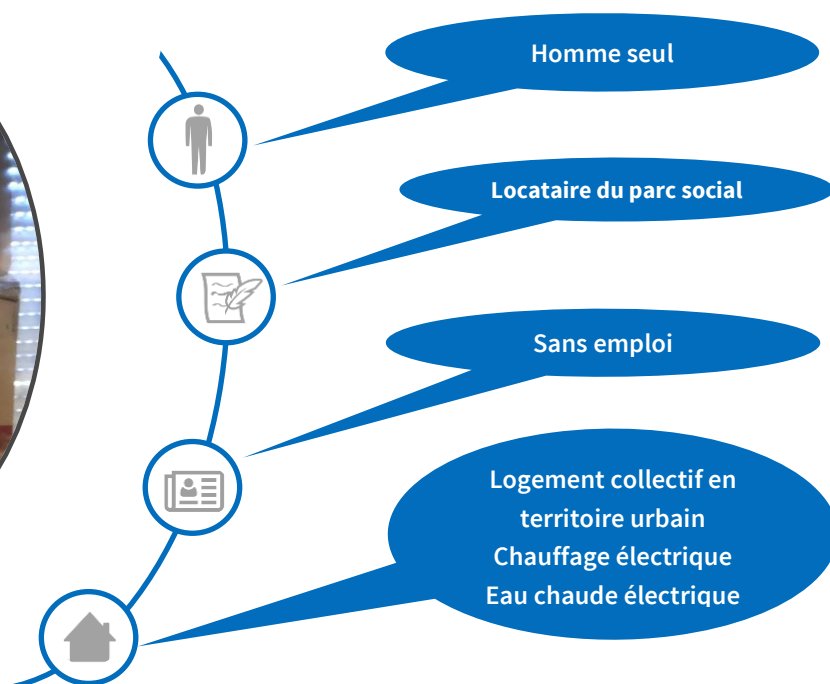 Homme seul
Locataire du parc social
Sans emploi
Logement collectif en
territoire urbain
Chauffage électrique
Eau chaude électrique